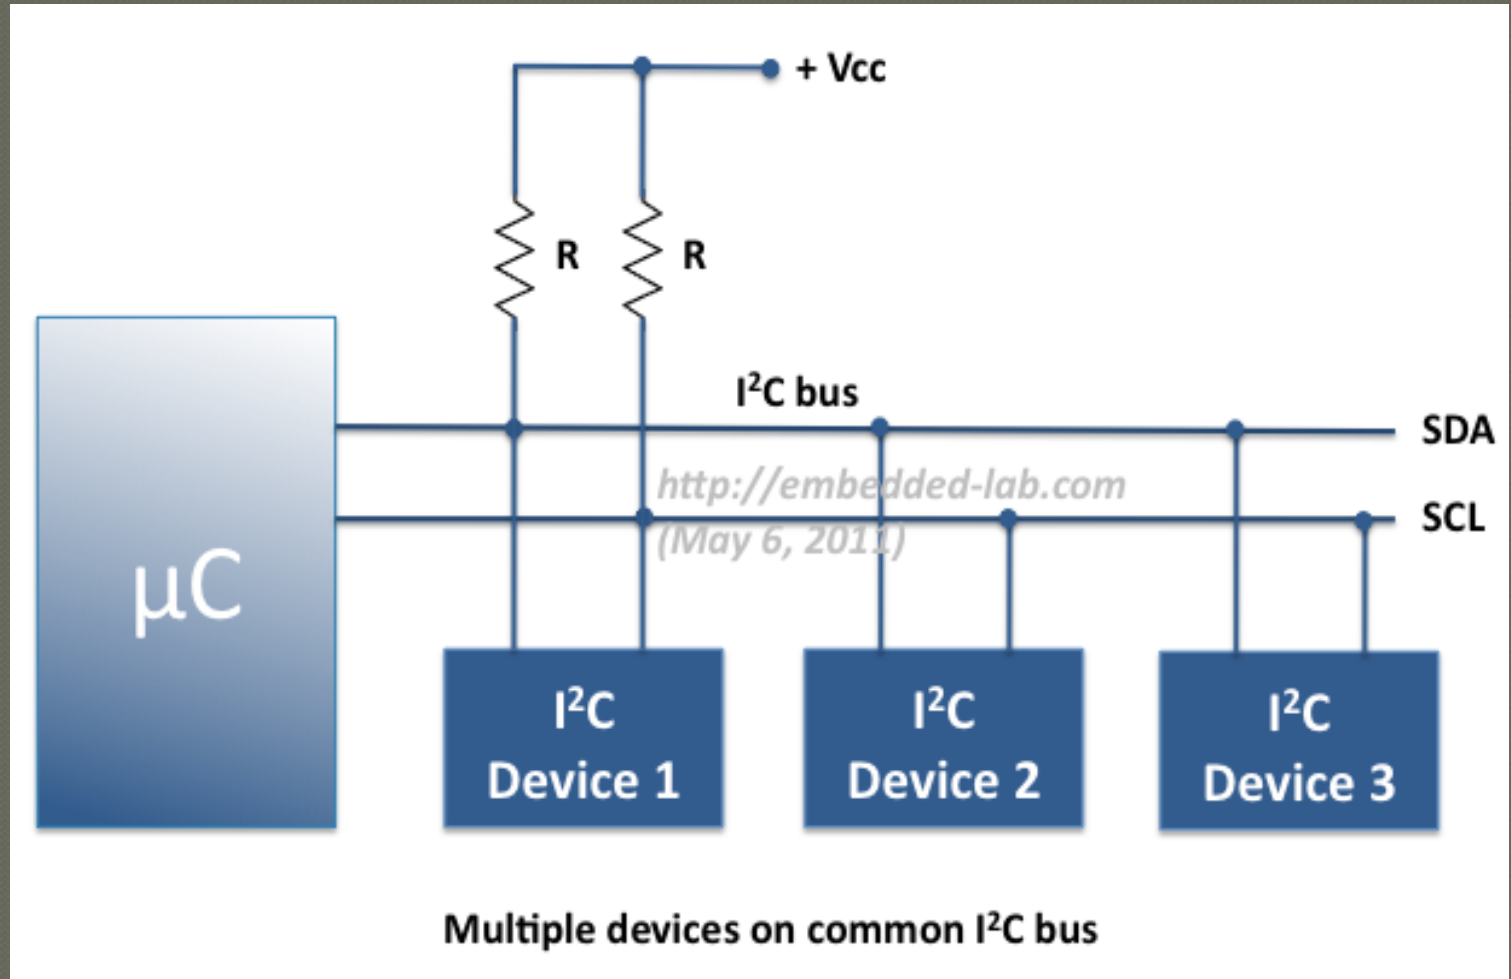 + Vcc
R
R
I²C bus
SDA
http://embedded-lab.com
SCL
(May 6, 2011)
µC
I²C
Device 1
I²C
Device 2
I²C
Device 3
Multiple devices on common I²C bus